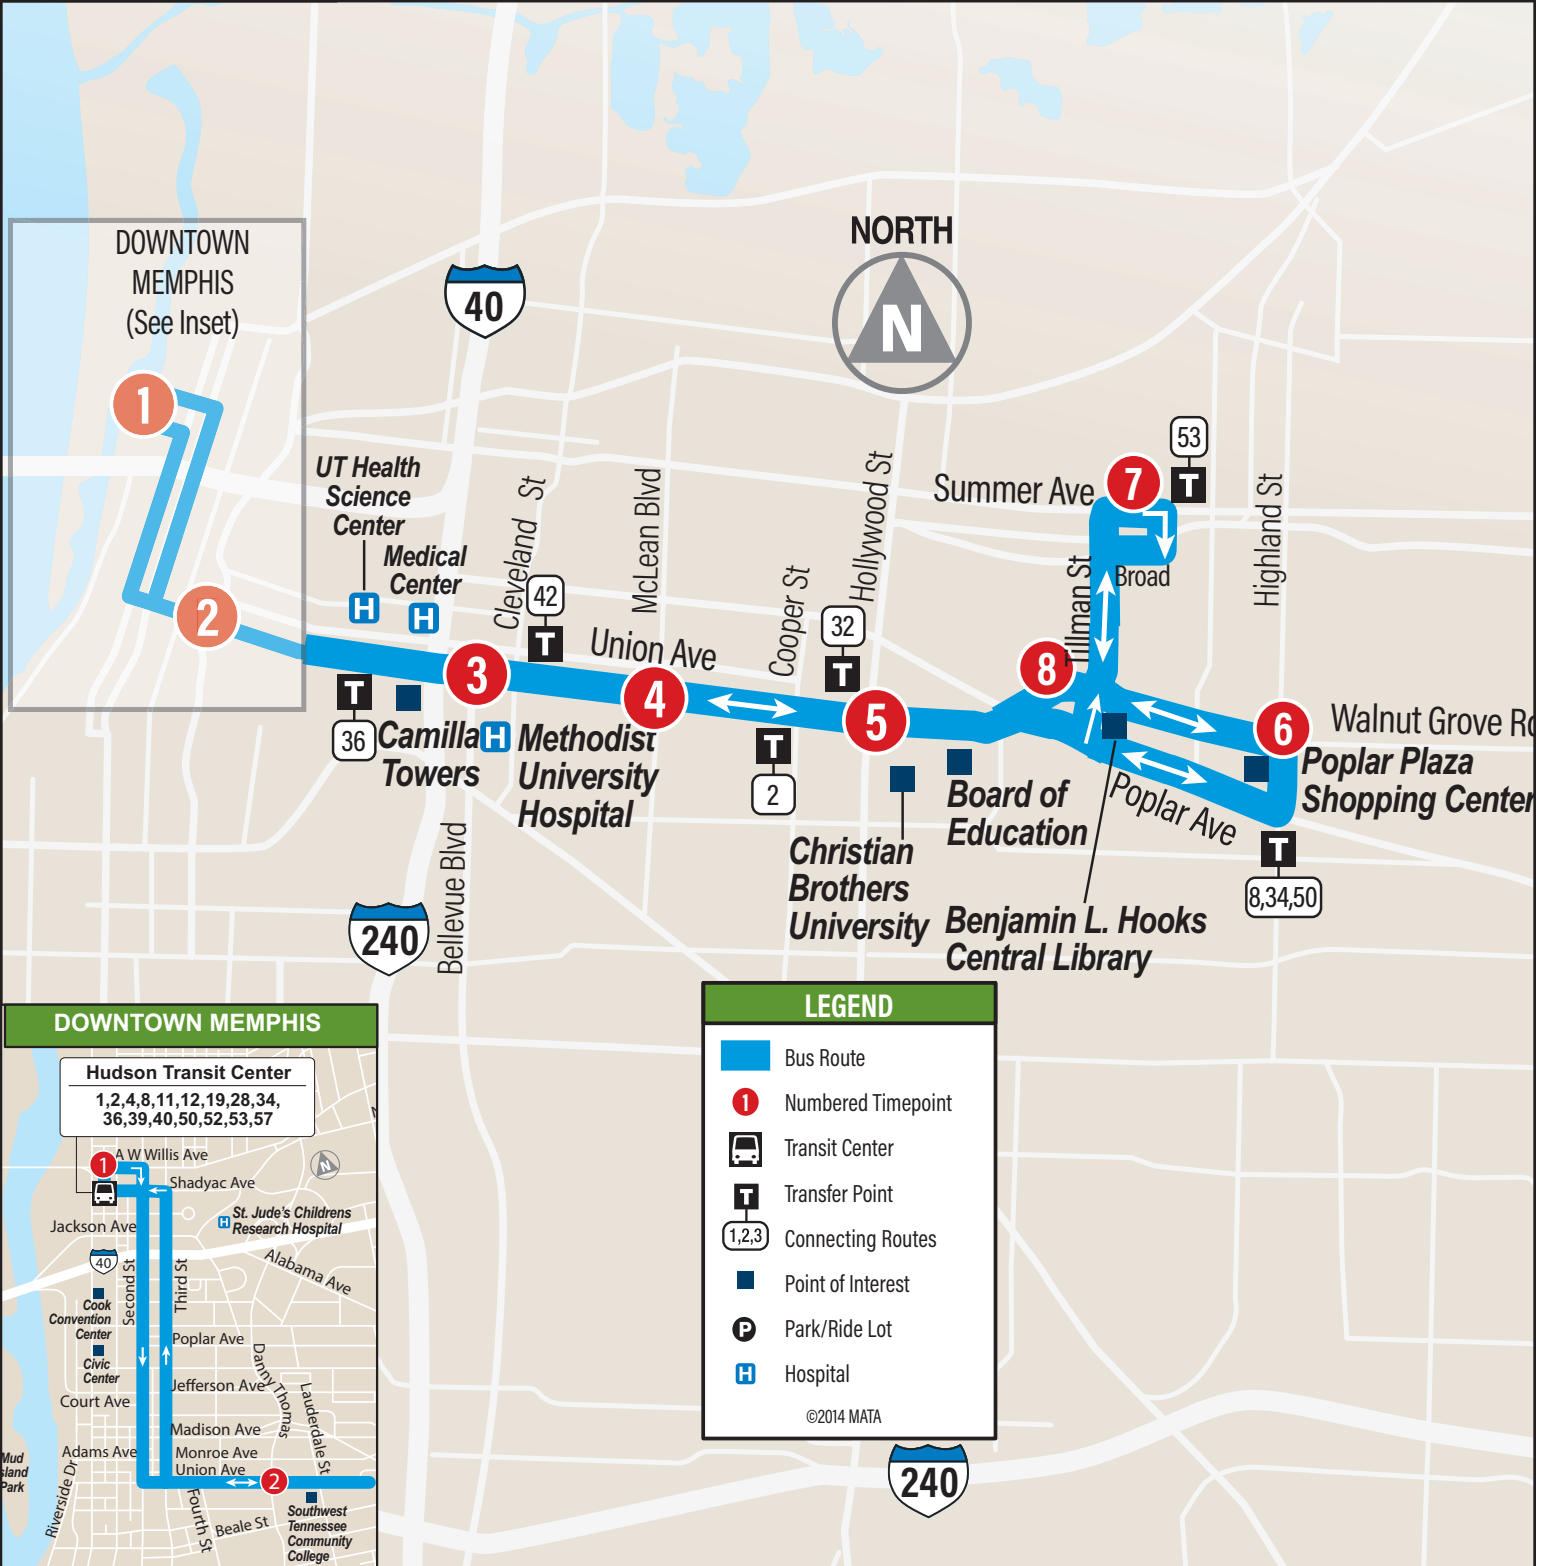 NORTH
N
DOWNTOWN
MEMPHIS
(See Inset)
40
1
2
UT Health
Science
Center
H
Medical
Center
H
Cleveland St
42
T
McLean Blvd
Union Ave
Cooper St
Hollywood St
32
T
Summer Ave
7
53
T
Tillman St
Broad
Highland St
8
3
4
5
6
Walnut Grove Rd
Poplar Plaza
Shopping Center
T
36
Camilla
Towers
H
Methodist
University
Hospital
T
2
Christian
Brothers
University
Board of
Education
Poplar Ave
T
8,34,50
Benjamin L. Hooks
Central Library
Bellevue Blvd
240
LEGEND
Bus Route
1 Numbered Timepoint
Transit Center
T Transfer Point
1,2,3 Connecting Routes
Point of Interest
P Park/Ride Lot
H Hospital
©2014 MATA
240
DOWNTOWN MEMPHIS
Hudson Transit Center
1,2,4,8,11,12,19,28,34,
36,39,40,50,52,53,57
1
A W Willis Ave
N
Shadyac Ave
Jackson Ave
H
St. Jude's Childrens
Research Hospital
40
Second St
Third St
Alabama Ave
Cook
Convention
Center
Civic
Center
Poplar Ave
Danny Thomas
Jefferson Ave
Lauderdale St
Court Ave
Madison Ave
Adams Ave
Monroe Ave
Union Ave
2
Mud
Island
Park
Riverside Dr
Fourth St
Beale St
Southwest
Tennessee
Community
College